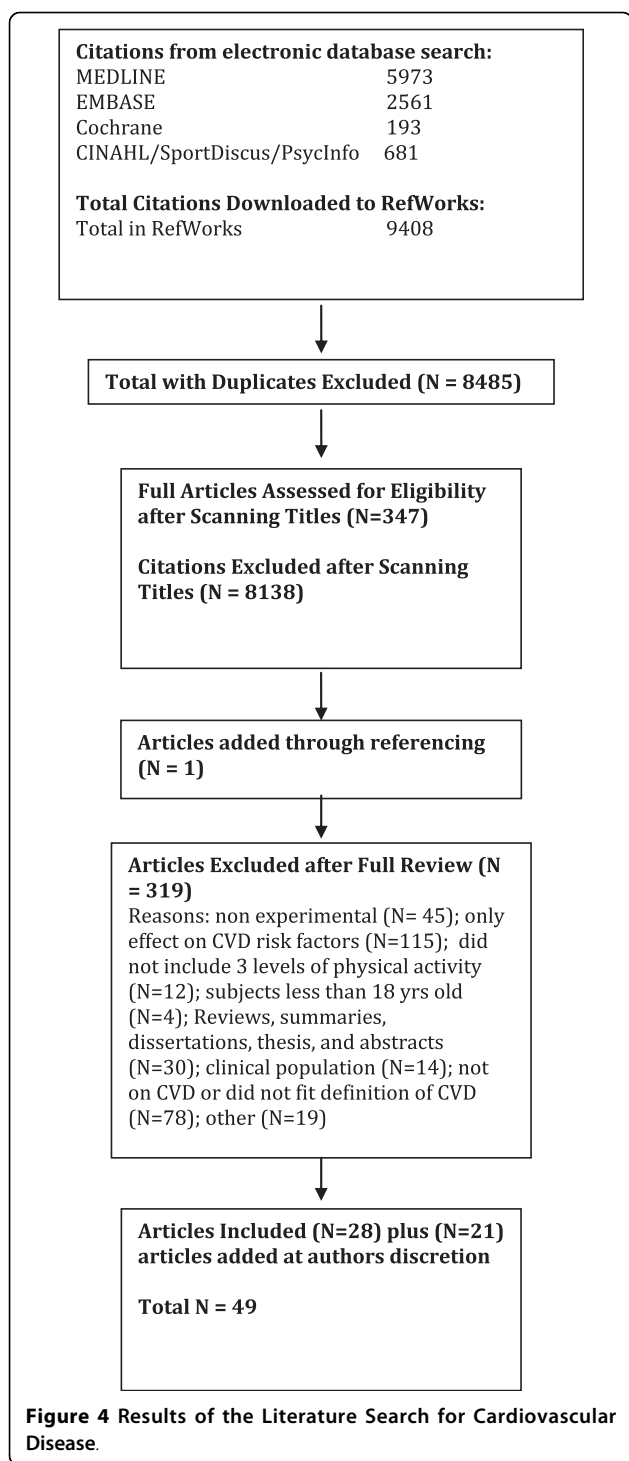 Citations from electronic database search:
MEDLINE 5973
EMBASE 2561
Cochrane 193
CINAHL/SportDiscus/PsycInfo 681
Total Citations Downloaded to RefWorks:
Total in RefWorks 9408
Total with Duplicates Excluded (N = 8485)
Full Articles Assessed for Eligibility
after Scanning Titles (N=347)
Citations Excluded after Scanning
Titles (N = 8138)
Articles added through referencing
(N = 1)
Articles Excluded after Full Review (N
= 319)
Reasons: non experimental (N= 45); only
effect on CVD risk factors (N=115); did
not include 3 levels of physical activity
(N=12); subjects less than 18 yrs old
(N=4); Reviews, summaries,
dissertations, thesis, and abstracts
(N=30); clinical population (N=14); not
on CVD or did not fit definition of CVD
(N=78); other (N=19)
Articles Included (N=28) plus (N=21)
articles added at authors discretion
Total N = 49
Figure 4 Results of the Literature Search for Cardiovascular
Disease.